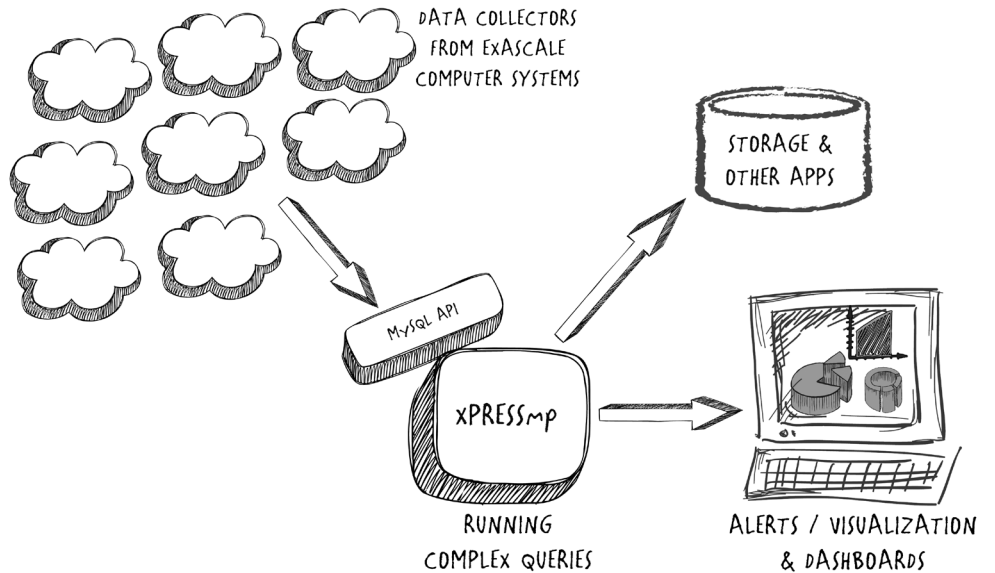 DATA COLLECTORS
FROM EXASCALE
COMPUTER SYSTEMS
STORAGE &
OTHER APPS
MySQL API
xPRESSmp
RUNNING
COMPLEX QUERIES
ALERTS / VISUALIZATION
& DASHBOARDS